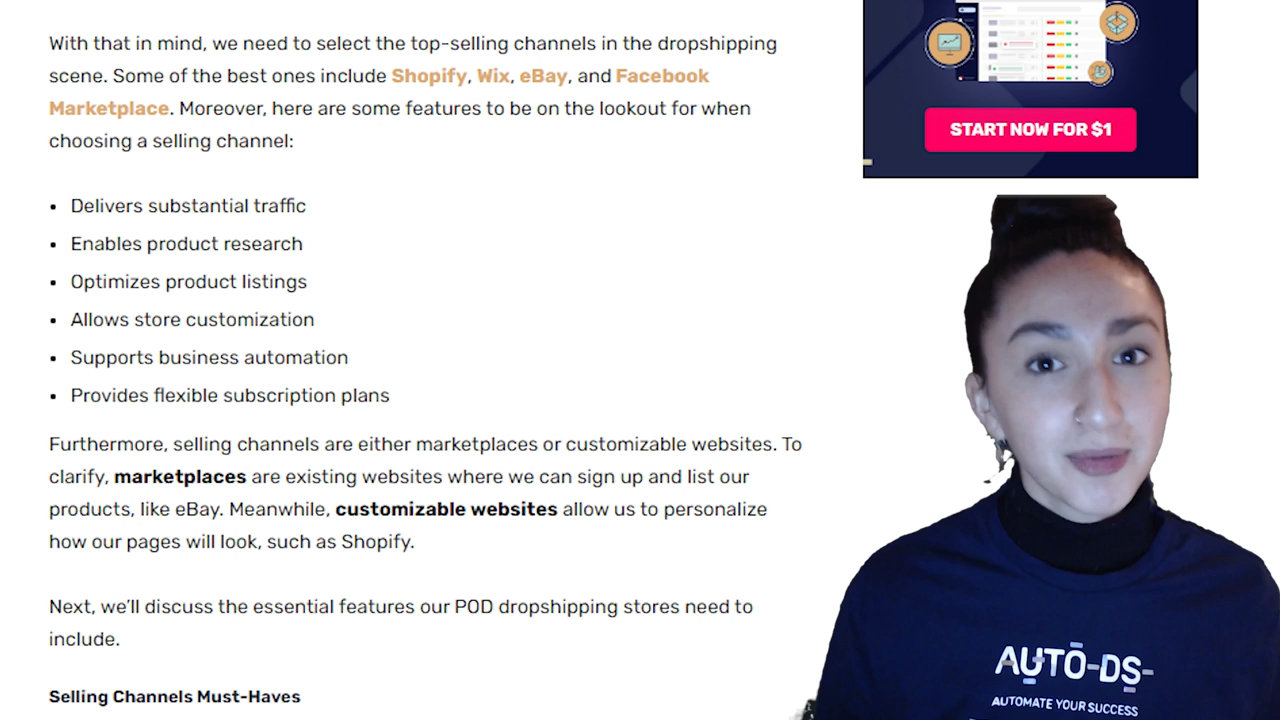 With that in mind, we need to select the top-selling channels in the dropshipping
scene. Some of the best ones include Shopify, Wix, eBay, and Facebook
Marketplace. Moreover, here are some features to be on the lookout for when
choosing a selling channel:
• Delivers substantial traffic
• Enables product research
• Optimizes product listings
• Allows store customization
• Supports business automation
• Provides flexible subscription plans
Furthermore, selling channels are either marketplaces or customizable websites. To
clarify, marketplaces are existing websites where we can sign up and list our
products, like eBay. Meanwhile, customizable websites allow us to personalize
how our pages will look, such as Shopify.
Next, we'll discuss the essential features our POD dropshipping stores need to
include.
Selling Channels Must-Haves
START NOW FOR $1
AUTO-DS
AUTOMATE YOUR SUCCESS